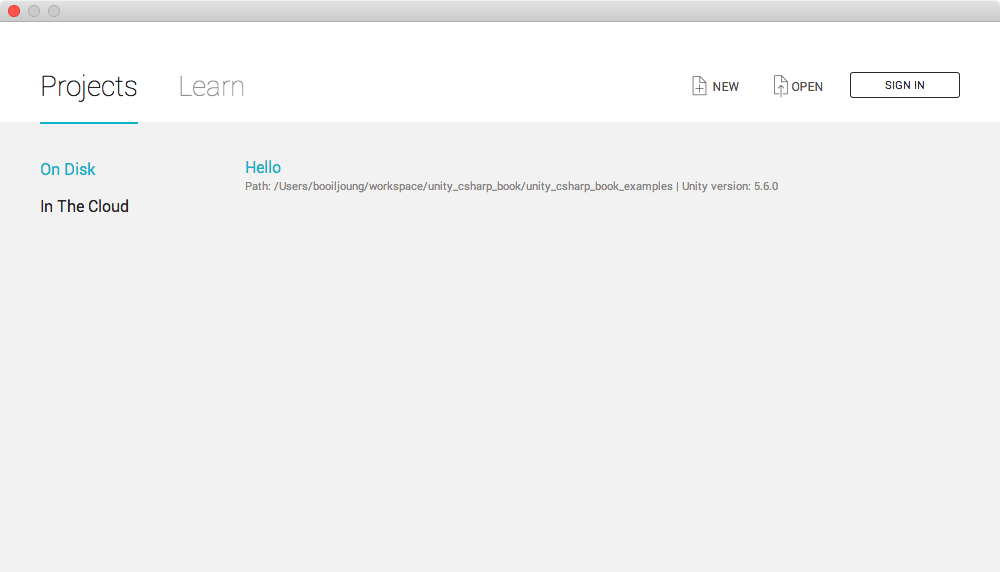 Projects Learn NEW OPEN SIGN IN
On Disk
In The Cloud
Hello
Path: /Users/booiljoung/workspace/unity_csharp_book/unity_csharp_book_examples | Unity version: 5.6.0